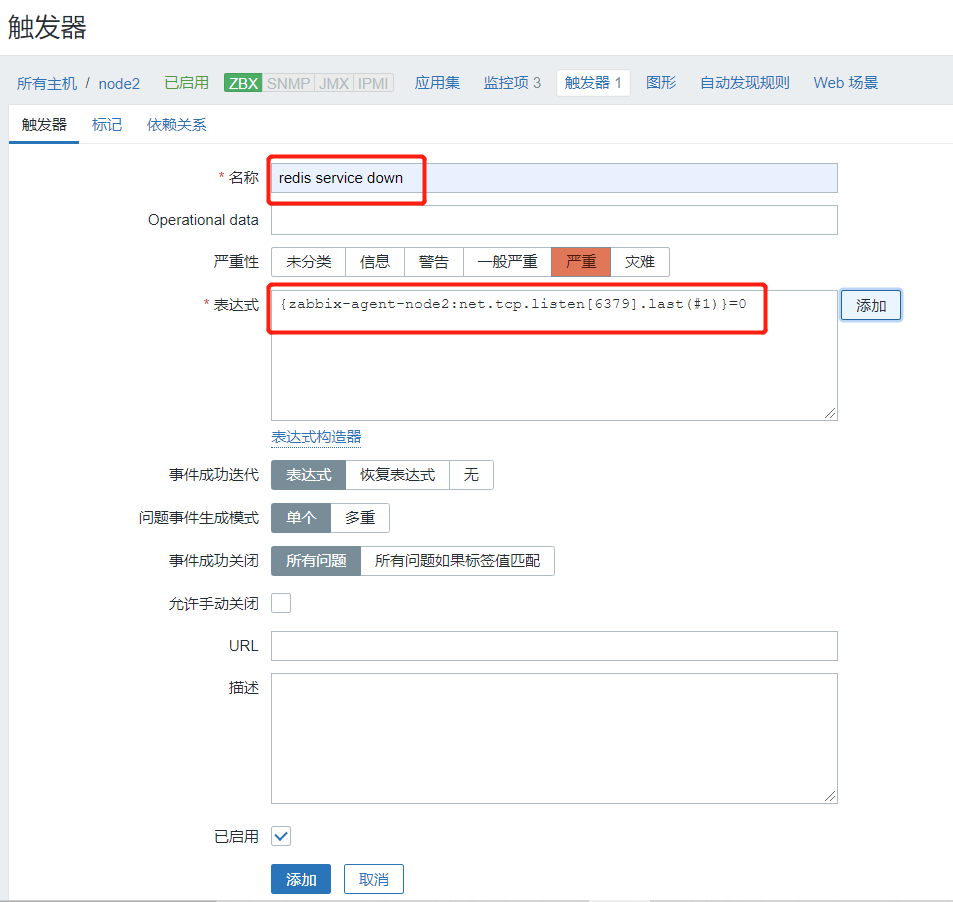 触发器
所有主机 / node2 已启用 ZBX SNMP JMX IPMI 应用集 监控项 3 触发器 1 图形 自动发现规则 Web 场景
触发器 标记 依赖关系
* 名称 redis service down
Operational data
严重性 未分类 信息 警告 一般严重 严重 灾难
* 表达式 {zabbix-agent-node2:net.tcp.listen[6379].last(#1)}=0 添加
表达式构造器
事件成功迭代 表达式 恢复表达式 无
问题事件生成模式 单个 多重
事件成功关闭 所有问题 所有问题如果标签值匹配
允许手动关闭
URL
描述
已启用
添加 取消